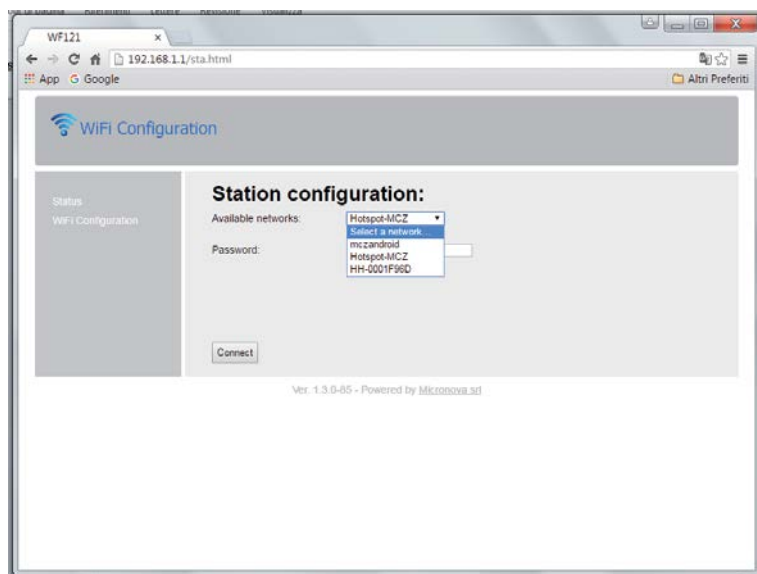 WF121
192.168.1.1/sta.html
App Google Altri Preferiti
WiFi Configuration
Status
WiFi Configuration
Station configuration:
Available networks: Hotspot-MCZ
Select a network...
mczandroid
Password:
Hotspot-MCZ
HH-0001F96D
Connect
Ver. 1.3.0-85 - Powered by Micronova srl